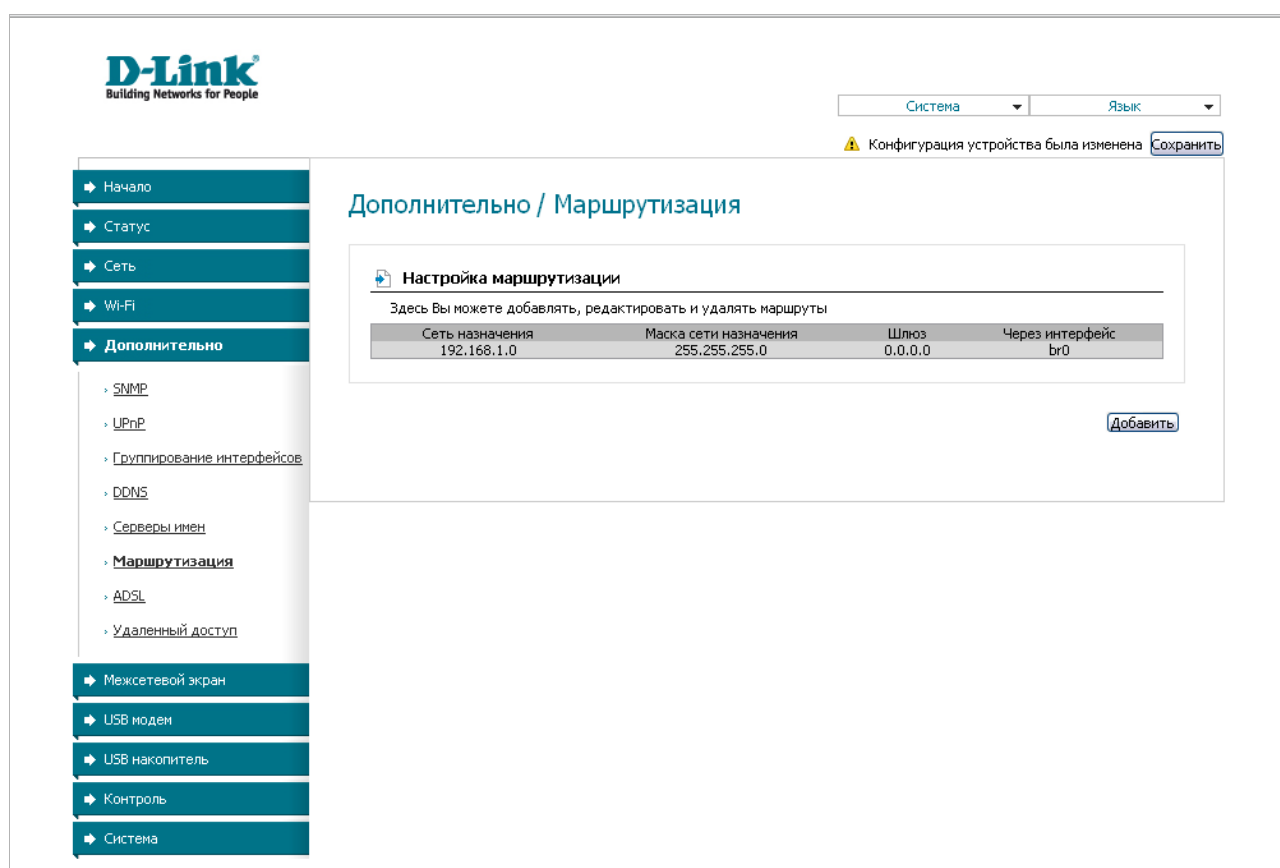 D-Link
Building Networks for People
Система Язык
Конфигурация устройства была изменена Сохранить
Начало
Статус
Сеть
Wi-Fi
Дополнительно
SNMP
UPnP
Группирование интерфейсов
DDNS
Серверы имен
Маршрутизация
ADSL
Удаленный доступ
Межсетевой экран
USB модем
USB накопитель
Контроль
Система
Дополнительно / Маршрутизация
Настройка маршрутизации
Здесь Вы можете добавлять, редактировать и удалять маршруты
Сеть назначения Маска сети назначения Шлюз Через интерфейс
192.168.1.0 255.255.255.0 0.0.0.0 br0
Добавить